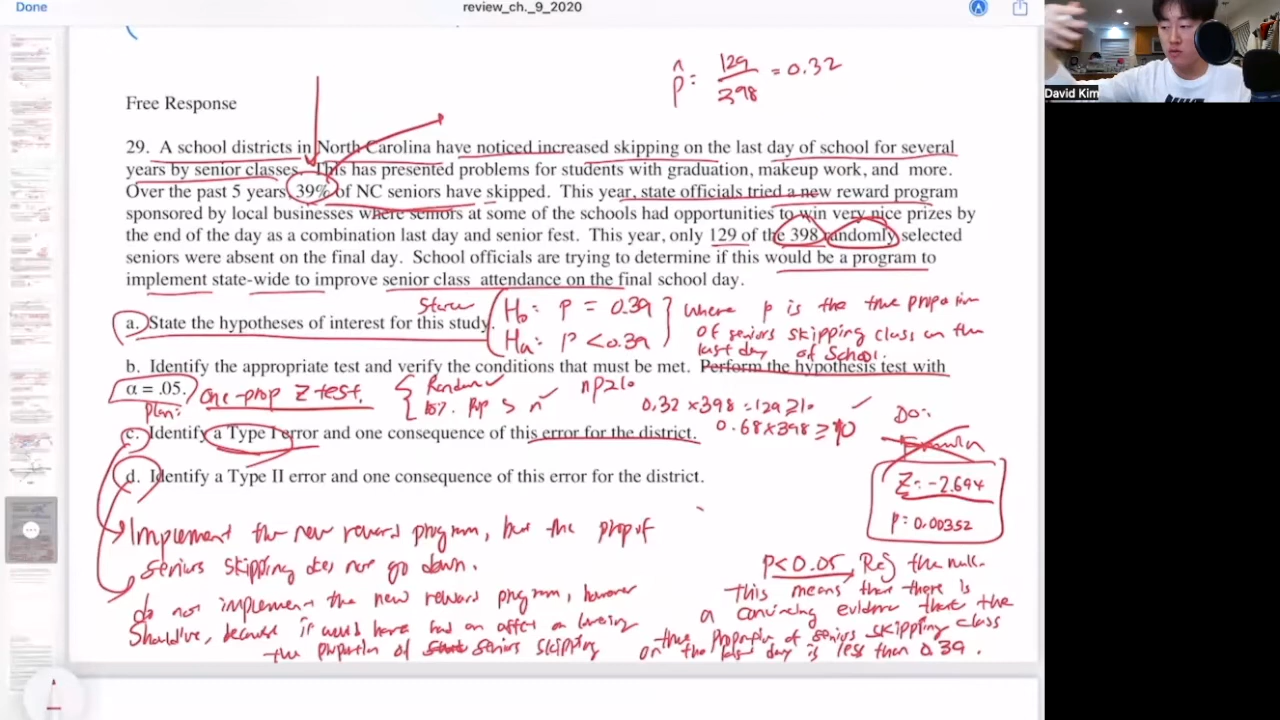 Done
review_ch._9_2020
David Kim
p̂ : 129/398 = 0.32
Free Response
29. A school districts in North Carolina have noticed increased skipping on the last day of school for several
years by senior classes. This has presented problems for students with graduation, makeup work, and more.
Over the past 5 years, 39% of NC seniors have skipped. This year, state officials tried a new reward program
sponsored by local businesses where seniors at some of the schools had opportunities to win very nice prizes by
the end of the day as a combination last day and senior fest. This year, only 129 of the 398 randomly selected
seniors were absent on the final day. School officials are trying to determine if this would be a program to
implement state-wide to improve senior class attendance on the final school day.
State
H₀: p = 0.39
where p is the true proportion
a. State the hypotheses of interest for this study.
Ha: p < 0.39
of seniors skipping class on the
last day of School.
b. Identify the appropriate test and verify the conditions that must be met. Perform the hypothesis test with
α = .05.
one-prop z test.
Random ✓
np≥10
Plan:
10% Pop > n ✓
0.32 × 398 = 129 ≥ 10 ✓
0.68 × 398 ≥ 10
Do:
c. Identify a Type I error and one consequence of this error for the district.
Formula
d. Identify a Type II error and one consequence of this error for the district.
Z = -2.694
p = 0.00352
Implement the new reward program, but the prop of
seniors skipping does not go down.
P<0.05, Rej the null.
do not implement the new reward program, however
This means that there is
a convincing evidence that the
Should've, because it would have had an effect on lowering
true proportion of seniors skippping class
the proportion of seniors skipping
on the last day is less than 0.39.